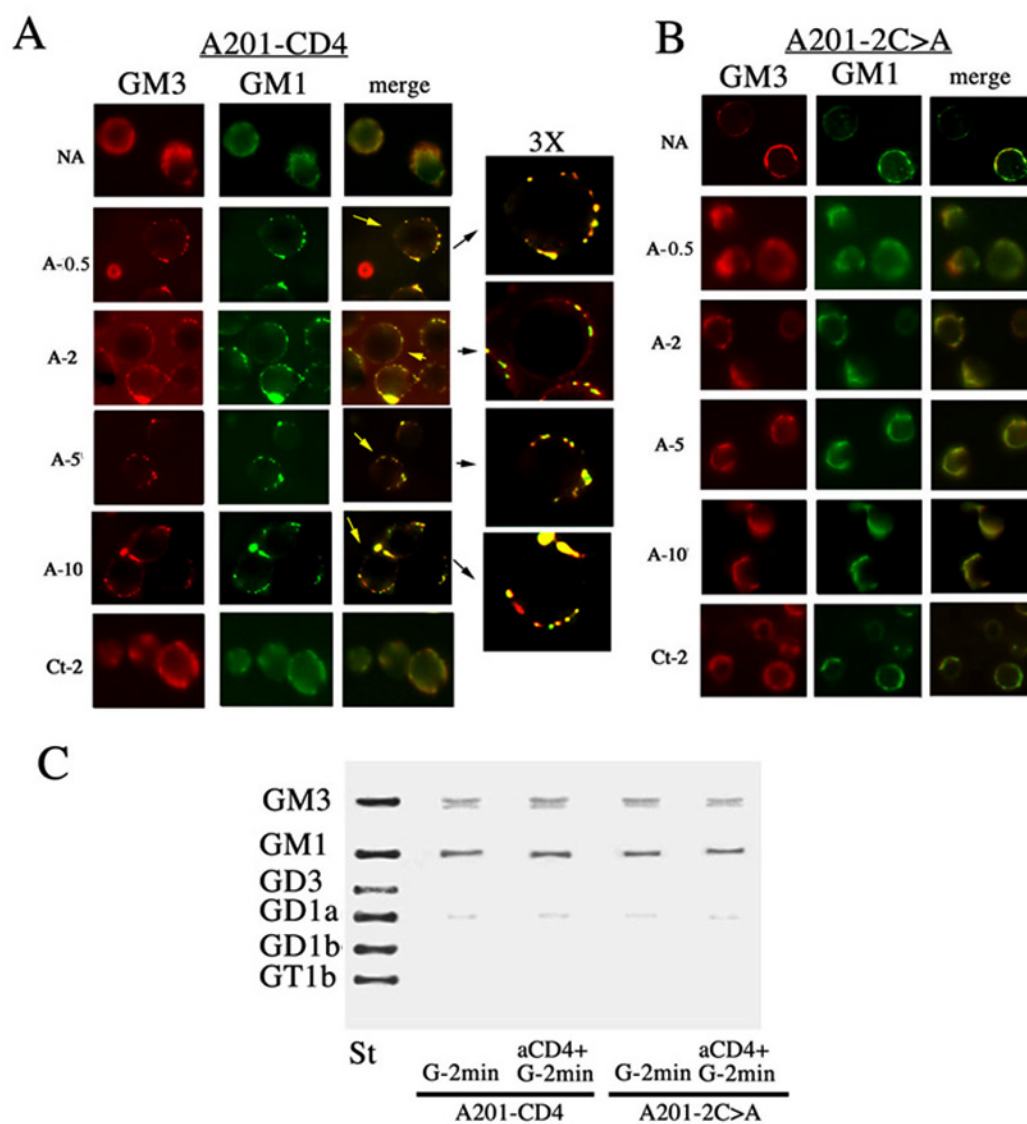 A
A201-CD4
GM3 GM1 merge
NA
3X
A-0.5
A-2
A-5
A-10
Ct-2
B
A201-2C>A
GM3 GM1 merge
NA
A-0.5
A-2
A-5
A-10
Ct-2
C
GM3
GM1
GD3
GD1a
GD1b
GT1b
St
G-2min
aCD4+
G-2min
G-2min
aCD4+
G-2min
A201-CD4
A201-2C>A